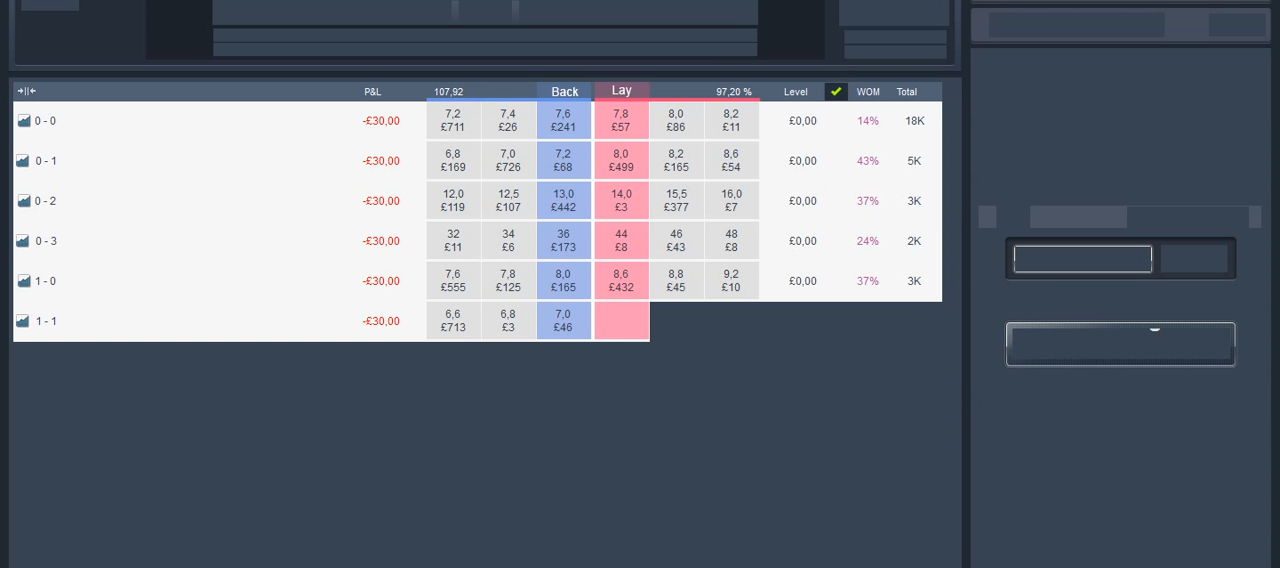 P&L 107,92 Back Lay 97,20 % Level WOM Total
0 - 0 -£30,00 7,2 7,4 7,6 7,8 8,0 8,2 £0,00 14% 18K
£711 £26 £241 £57 £86 £11
0 - 1 -£30,00 6,8 7,0 7,2 8,0 8,2 8,6 £0,00 43% 5K
£169 £726 £68 £499 £165 £54
0 - 2 -£30,00 12,0 12,5 13,0 14,0 15,5 16,0 £0,00 37% 3K
£119 £107 £442 £3 £377 £7
0 - 3 -£30,00 32 34 36 44 46 48 £0,00 24% 2K
£11 £6 £173 £8 £43 £8
1 - 0 -£30,00 7,6 7,8 8,0 8,6 8,8 9,2 £0,00 37% 3K
£555 £125 £165 £432 £45 £10
1 - 1 -£30,00 6,6 6,8 7,0
£713 £3 £46